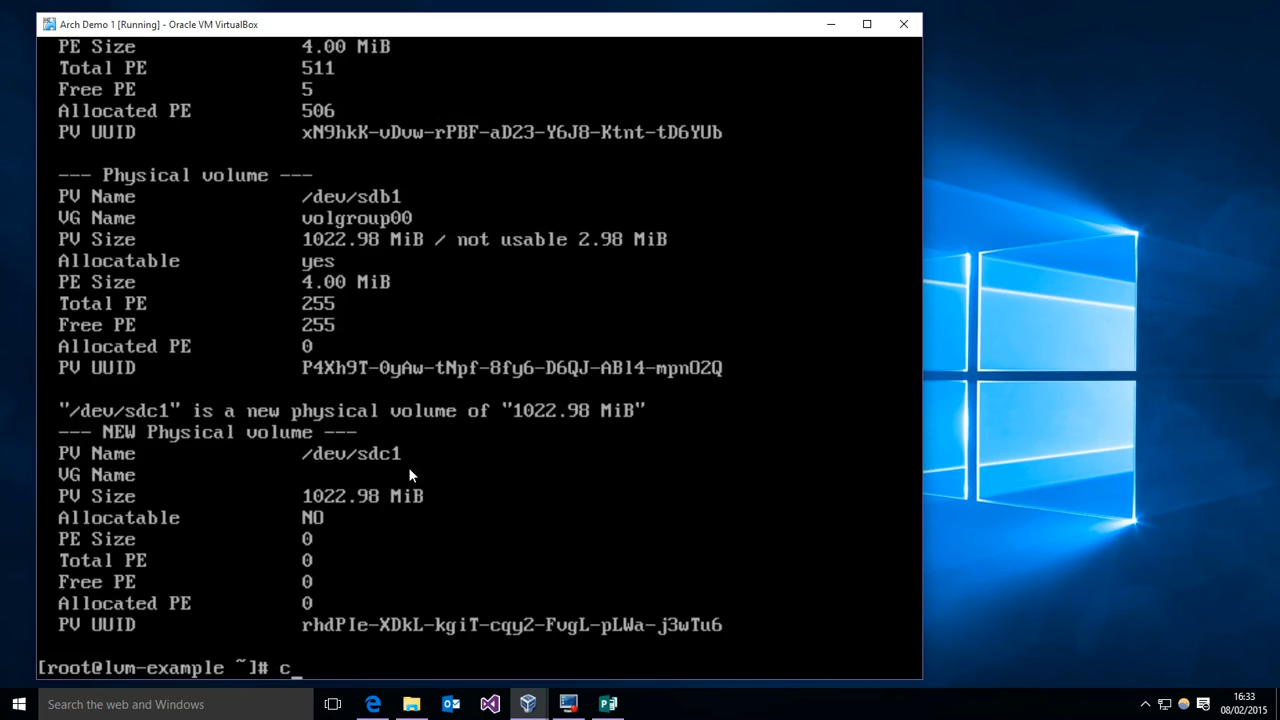 Arch Demo 1 [Running] - Oracle VM VirtualBox
PE Size 4.00 MiB
Total PE 511
Free PE 5
Allocated PE 506
PV UUID xN9hkK-vDvw-rPBF-aD23-Y6J8-Ktnt-tD6YUb
--- Physical volume ---
PV Name /dev/sdb1
VG Name volgroup00
PV Size 1022.98 MiB / not usable 2.98 MiB
Allocatable yes
PE Size 4.00 MiB
Total PE 255
Free PE 255
Allocated PE 0
PV UUID P4Xh9T-0yAw-tNpf-8fy6-D6QJ-ABl4-mpnO2Q
"/dev/sdc1" is a new physical volume of "1022.98 MiB"
--- NEW Physical volume ---
PV Name /dev/sdc1
VG Name
PV Size 1022.98 MiB
Allocatable NO
PE Size 0
Total PE 0
Free PE 0
Allocated PE 0
PV UUID rhdPIe-XDkL-kgiT-cqy2-FvgL-pLWa-j3wTu6
[root@lvm-example ~]# c_
Search the web and Windows
16:33
08/02/2015